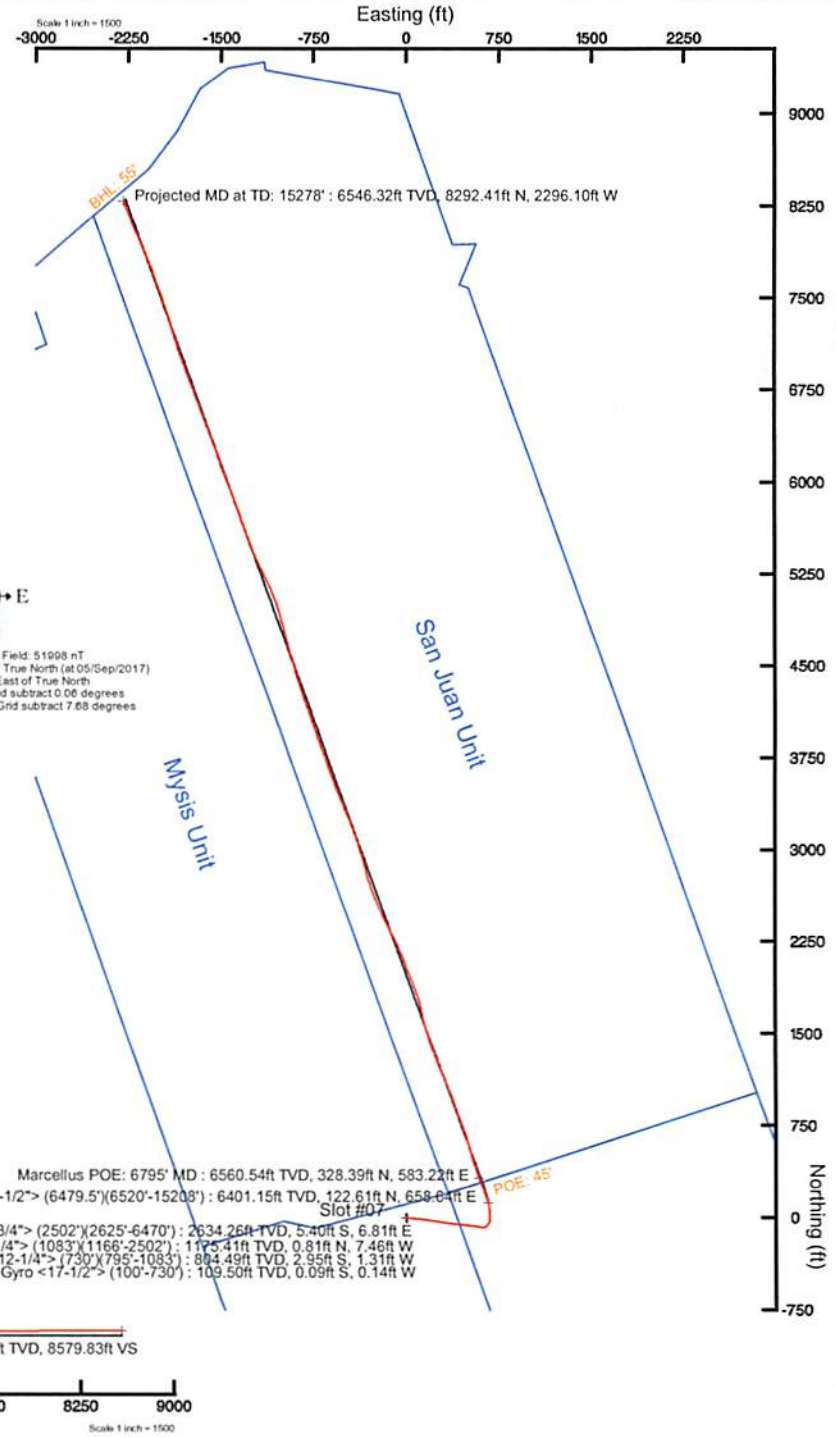 Easting (ft)
Scale 1 inch = 1500
-3000 -2250 -1500 -750 0 750 1500 2250
9000
BHL: 55'
Projected MD at TD: 15278' : 6546.32ft TVD, 8292.41ft N, 2296.10ft W
8250
7500
6750
6000
5250
E
Field: 51998 nT
True North (at 05/Sep/2017)
East of True North
d subtract 0.06 degrees
Grid subtract 7.68 degrees
San Juan Unit
4500
Mysis Unit
3750
3000
2250
1500
750
Marcellus POE: 6795' MD : 6560.54ft TVD, 328.39ft N, 583.22ft E
POE: 45'
-1/2"> (6479.5')(6520'-15208') : 6401.15ft TVD, 122.61ft N, 658.64ft E
Slot #07
0
Northing (ft)
3/4"> (2502')(2625'-6470') : 2634.26ft TVD, 5.40ft S, 6.81ft E
/4"> (1083')(1166'-2502') : 1175.41ft TVD, 0.81ft N, 7.46ft W
12-1/4"> (730')(795'-1083') : 804.49ft TVD, 2.95ft S, 1.31ft W
Gyro <17-1/2"> (100'-730') : 109.50ft TVD, 0.09ft S, 0.14ft W
-750
t TVD, 8579.83ft VS
0 8250 9000
Scale 1 inch = 1500